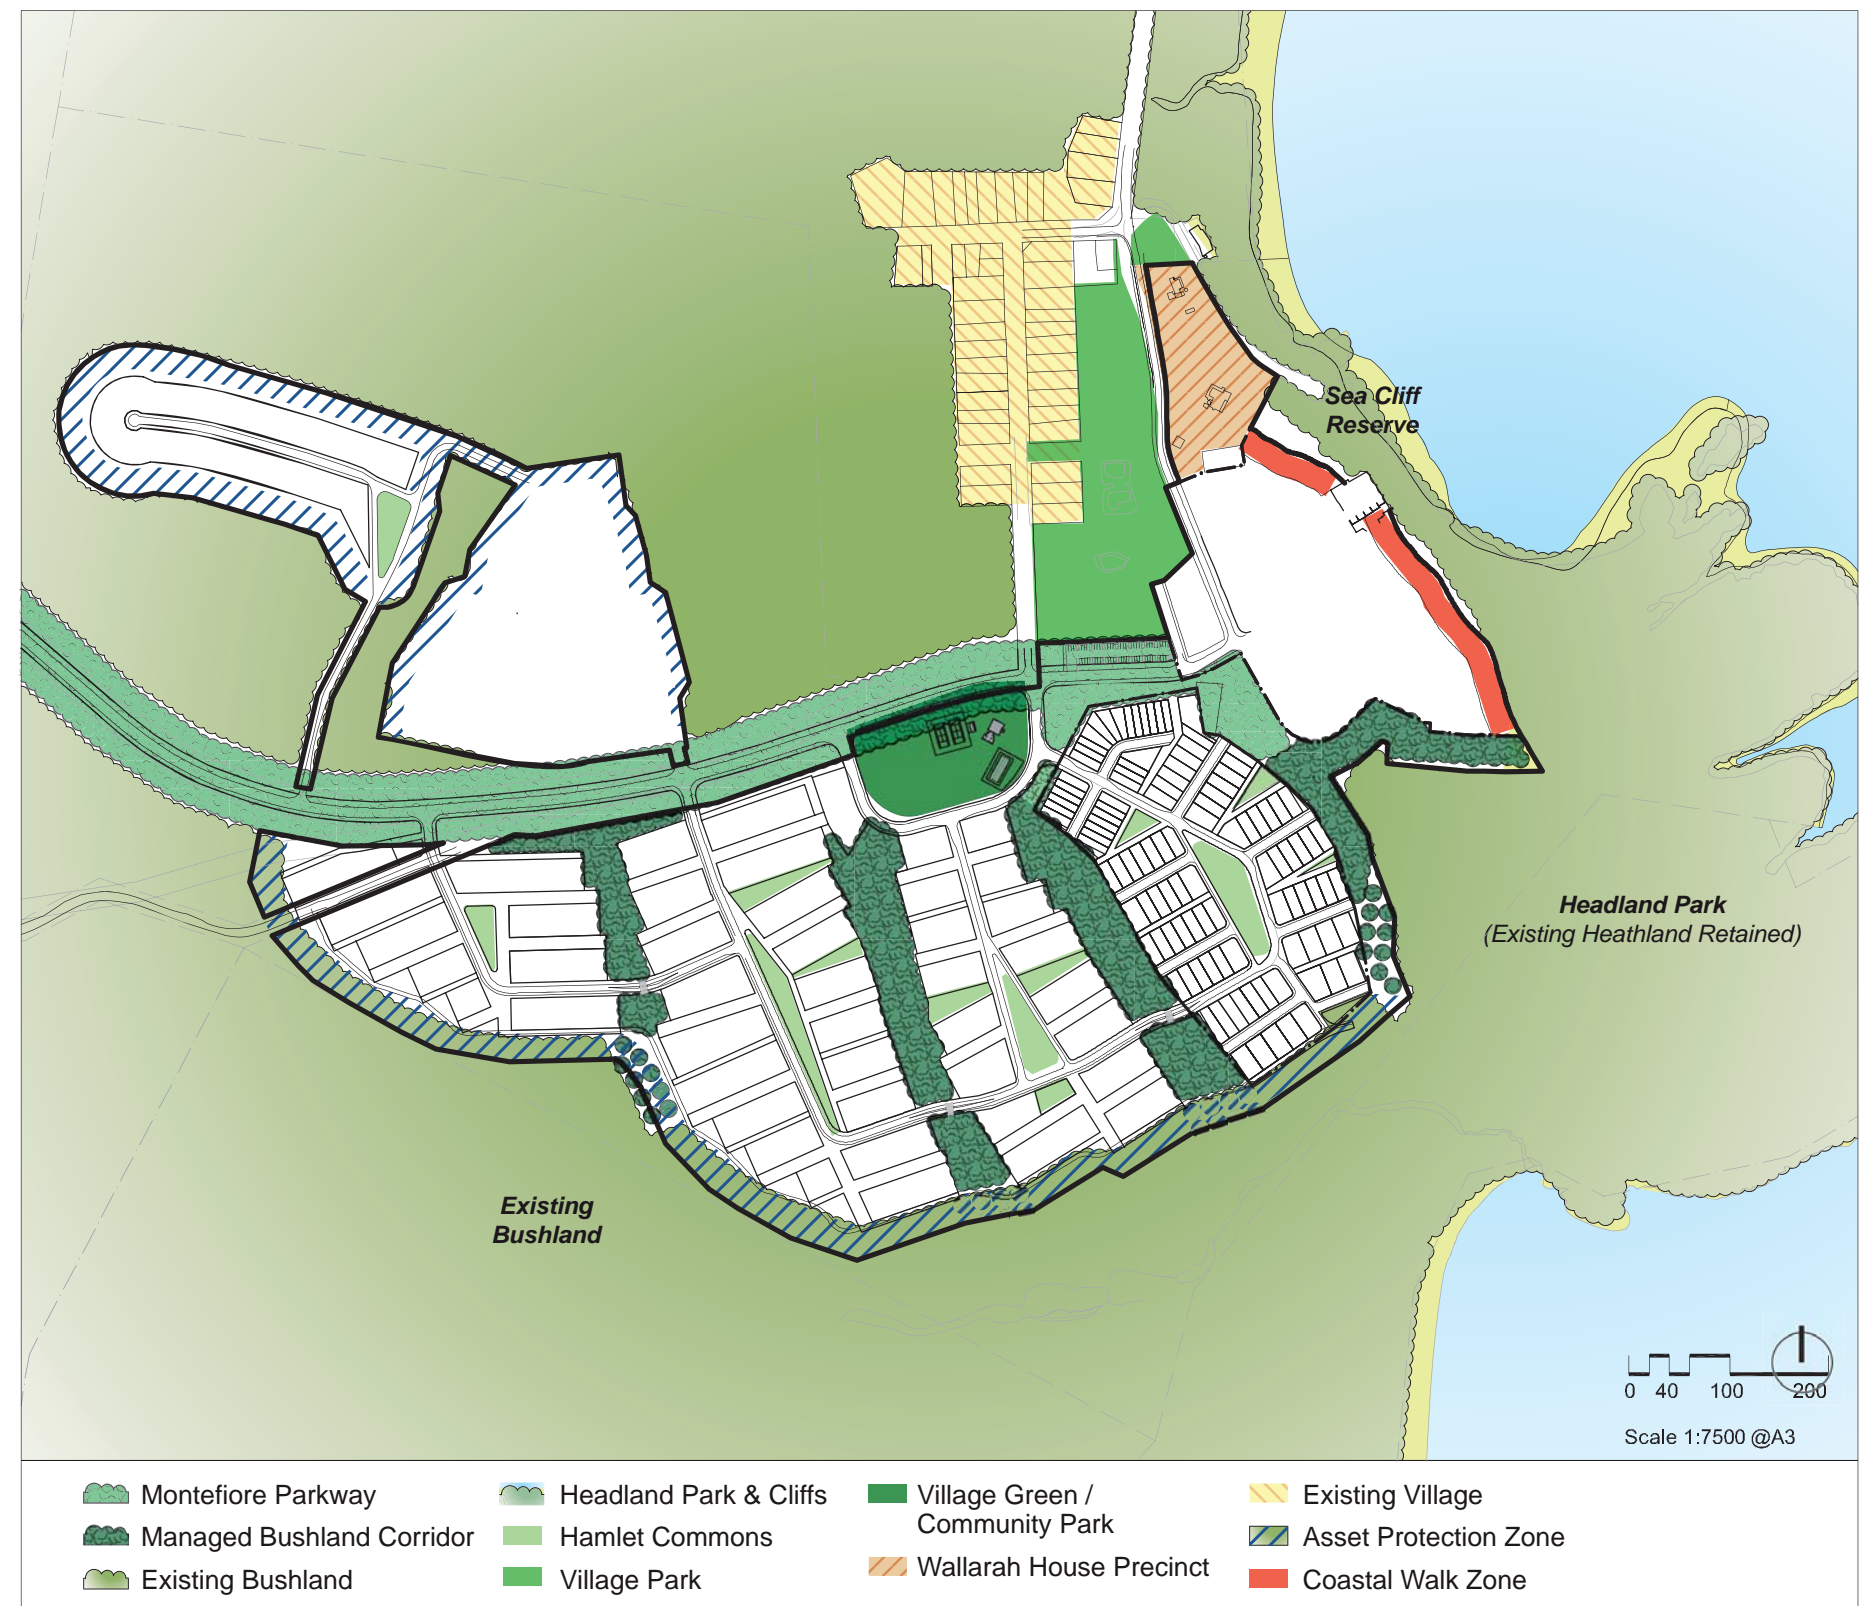 Sea Cliff
Reserve
Headland Park
(Existing Heathland Retained)
Existing
Bushland
0 40 100 200
Scale 1:7500 @A3
Montefiore Parkway
Managed Bushland Corridor
Existing Bushland
Headland Park & Cliffs
Hamlet Commons
Village Park
Village Green /
Community Park
Wallarah House Precinct
Existing Village
Asset Protection Zone
Coastal Walk Zone